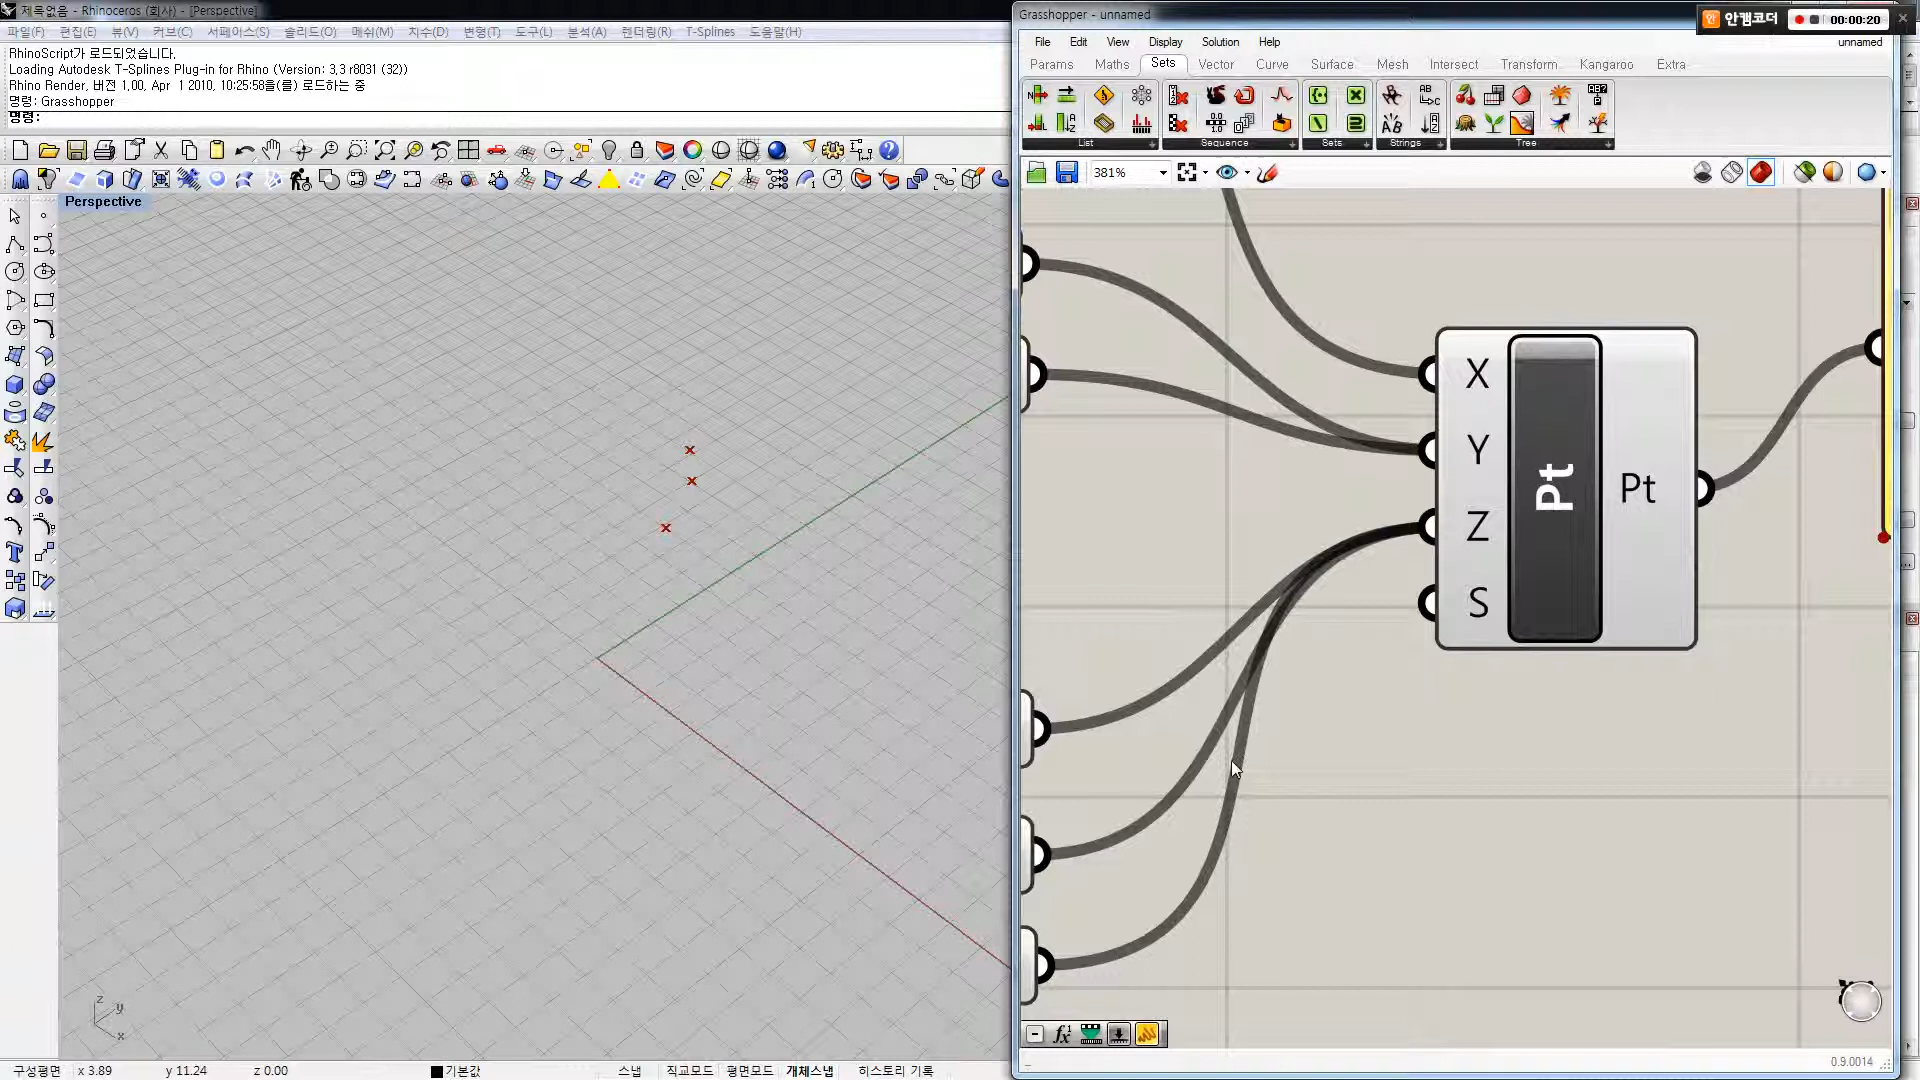 제목없음 - Rhinoceros (회사) - [Perspective]
파일(F) 편집(E) 뷰(V) 커브(C) 서페이스(S) 솔리드(O) 메쉬(M) 치수(D) 변형(T) 도구(L) 분석(A) 렌더링(R) T-Splines 도움말(H)
RhinoScript가 로드되었습니다.
Loading Autodesk T-Splines Plug-in for Rhino (Version: 3.3 r8031 (32))
Rhino Render, 버전 1.00, Apr 1 2010, 10:25:58을(를) 로드하는 중
명령: Grasshopper
명령:
Perspective
z
y
x
구성평면 x 3.89 y 11.24 z 0.00 기본값 스냅 직교모드 평면모드 개체스냅 히스토리 기록
Grasshopper - unnamed
안캠코더 00:00:20
File Edit View Display Solution Help unnamed
Params Maths Sets Vector Curve Surface Mesh Intersect Transform Kangaroo Extra
List Sequence Sets Strings Tree
381%
X
Y
Z
S
Pt
Pt
0.9.0014